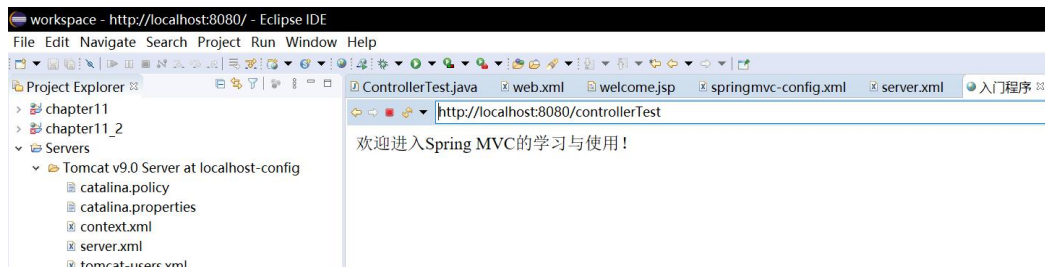 workspace - http://localhost:8080/ - Eclipse IDE
File Edit Navigate Search Project Run Window Help
Project Explorer
ControllerTest.java web.xml welcome.jsp springmvc-config.xml server.xml 入门程序
chapter11
http://localhost:8080/controllerTest
chapter11_2
欢迎进入Spring MVC的学习与使用!
Servers
Tomcat v9.0 Server at localhost-config
catalina.policy
catalina.properties
context.xml
server.xml
tomcat-users.xml